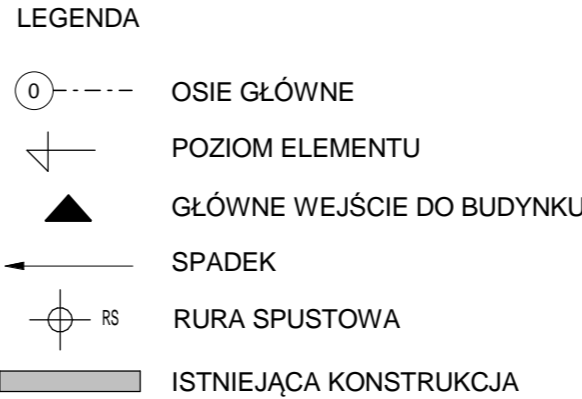 LEGENDA
0 OSIE GŁÓWNE
POZIOM ELEMENTU
GŁÓWNE WEJŚCIE DO BUDYNKU
SPADEK
RS RURA SPUSTOWA
ISTNIEJĄCA KONSTRUKCJA